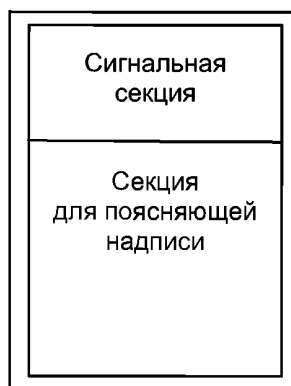 Сигнальная
секция
Секция
для поясняющей
надписи